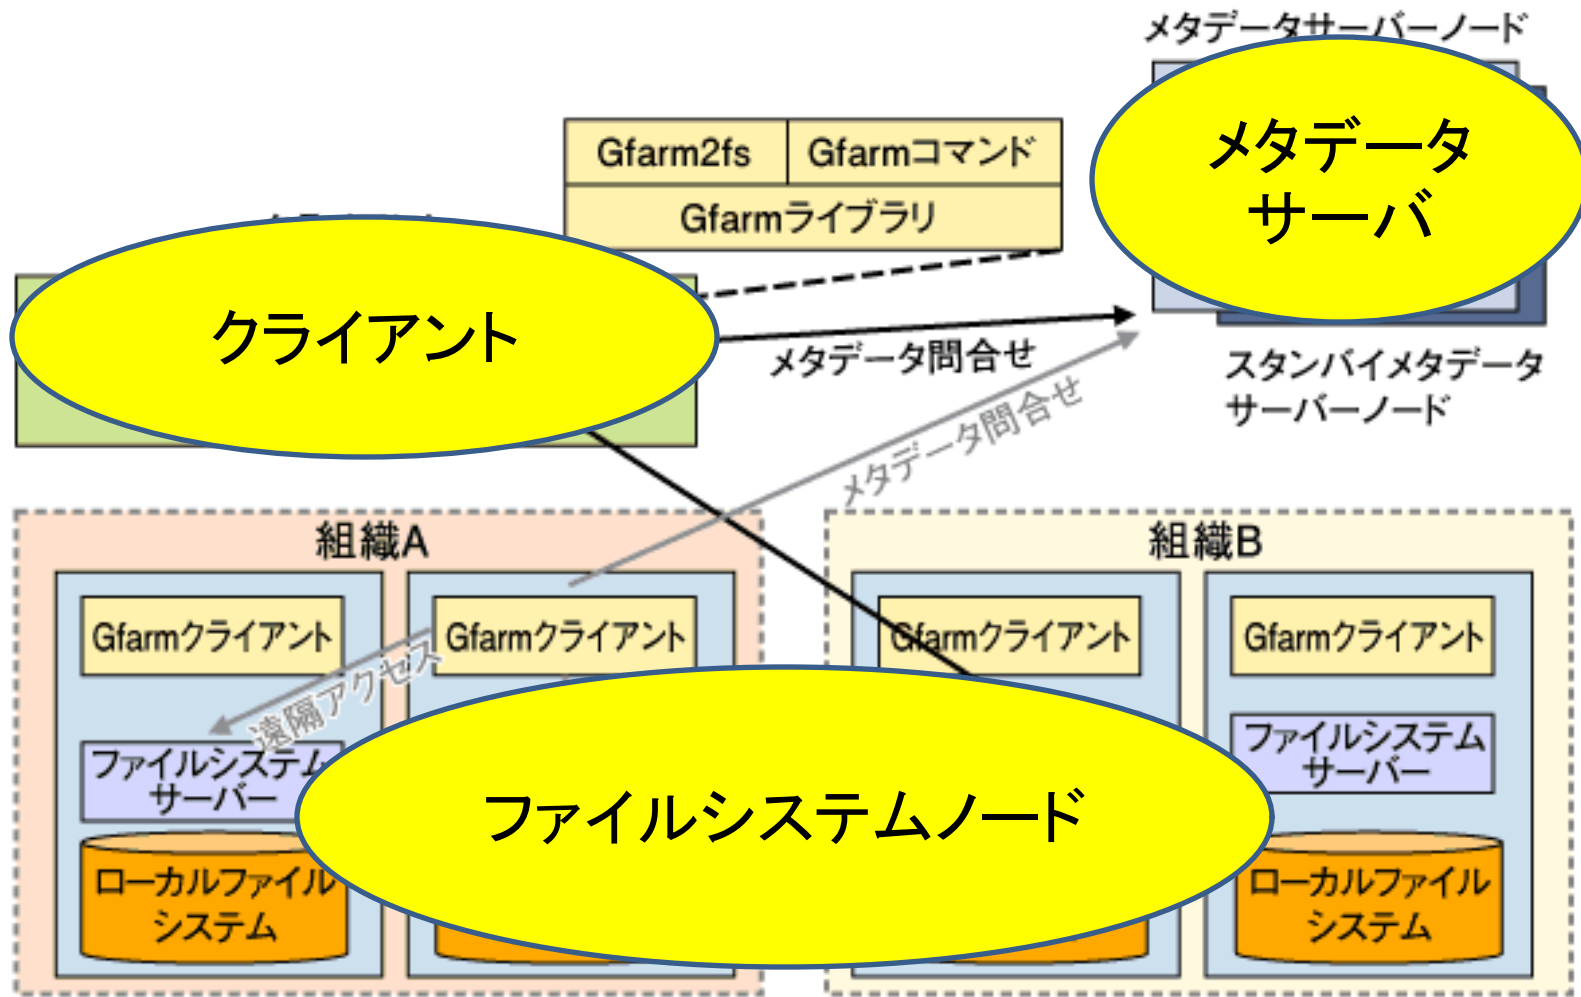 メタデータサーバーノード
メタデータ
サーバ
Gfarm2fs
Gfarmコマンド
Gfarmライブラリ
クライアント
メタデータ問合せ
スタンバイメタデータ
サーバーノード
メタデータ問合せ
組織A
組織B
Gfarmクライアント
Gfarmクライアント
Gfarmクライアント
Gfarmクライアント
遠隔アクセス
ファイルシステム
サーバー
ファイルシステム
サーバー
ファイルシステムノード
ローカルファイル
システム
ローカルファイル
システム